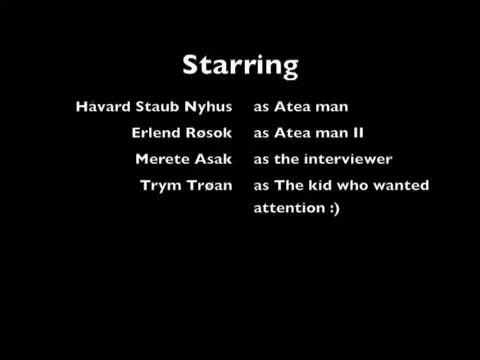 Starring
Håvard Staub Nyhus as Atea man
Erlend Røsok as Atea man II
Merete Asak as the interviewer
Trym Trøan as The kid who wanted
attention :)